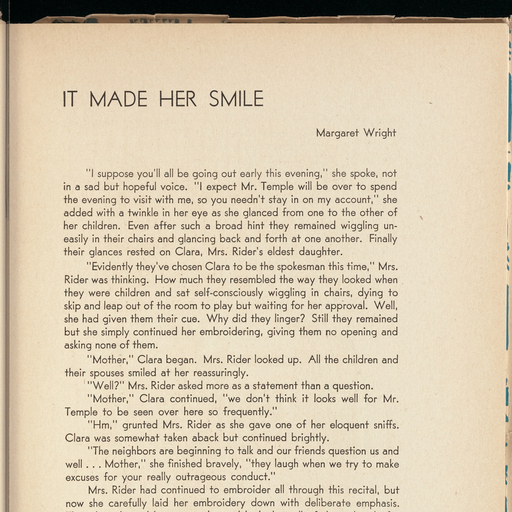 IT MADE HER SMILE
Margaret Wright
"I suppose you'll all be going out early this evening," she spoke, not
in a sad but hopeful voice. "I expect Mr. Temple will be over to spend
the evening to visit with me, so you needn't stay in on my account," she
added with a twinkle in her eye as she glanced from one to the other of
her children. Even after such a broad hint they remained wiggling un-
easily in their chairs and glancing back and forth at one another. Finally
their glances rested on Clara, Mrs. Rider's eldest daughter.
"Evidently they've chosen Clara to be the spokesman this time," Mrs.
Rider was thinking. How much they resembled the way they looked when
they were children and sat self-consciously wiggling in chairs, dying to
skip and leap out of the room to play but waiting for her approval. Well,
she had given them their cue. Why did they linger? Still they remained
but she simply continued her embroidering, giving them no opening and
asking none of them.
"Mother," Clara began. Mrs. Rider looked up. All the children and
their spouses smiled at her reassuringly.
"Well?" Mrs. Rider asked more as a statement than a question.
"Mother," Clara continued, "we don't think it looks well for Mr.
Temple to be seen over here so frequently."
"Hm," grunted Mrs. Rider as she gave one of her eloquent sniffs.
Clara was somewhat taken aback but continued brightly.
"The neighbors are beginning to talk and our friends question us and
well . . . Mother," she finished bravely, "they laugh when we try to make
excuses for your really outrageous conduct."
Mrs. Rider had continued to embroider all through this recital, but
now she carefully laid her embroidery down with deliberate emphasis.